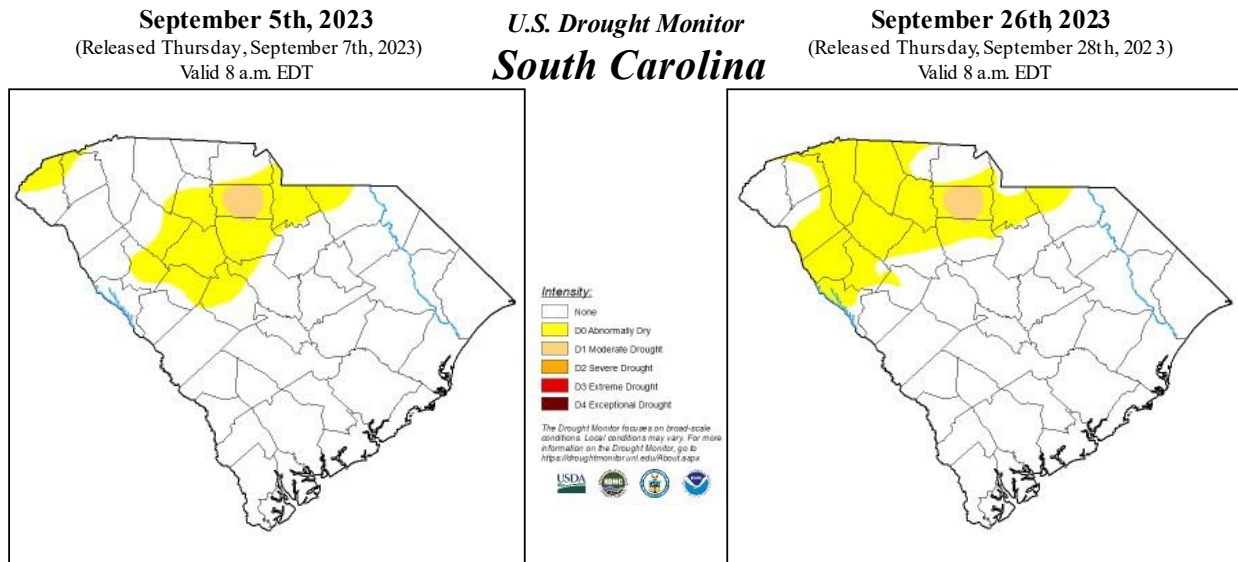 September 5th, 2023
(Released Thursday, September 7th, 2023)
Valid 8 a.m. EDT
U.S. Drought Monitor
South Carolina
September 26th, 2023
(Released Thursday, September 28th, 2023)
Valid 8 a.m. EDT
Intensity:
None
D0 Abnormally Dry
D1 Moderate Drought
D2 Severe Drought
D3 Extreme Drought
D4 Exceptional Drought
The Drought Monitor focuses on broad-scale
conditions. Local conditions may vary. For more
information on the Drought Monitor, go to
https://droughtmonitor.unl.edu/About.aspx
USDA
NDMC